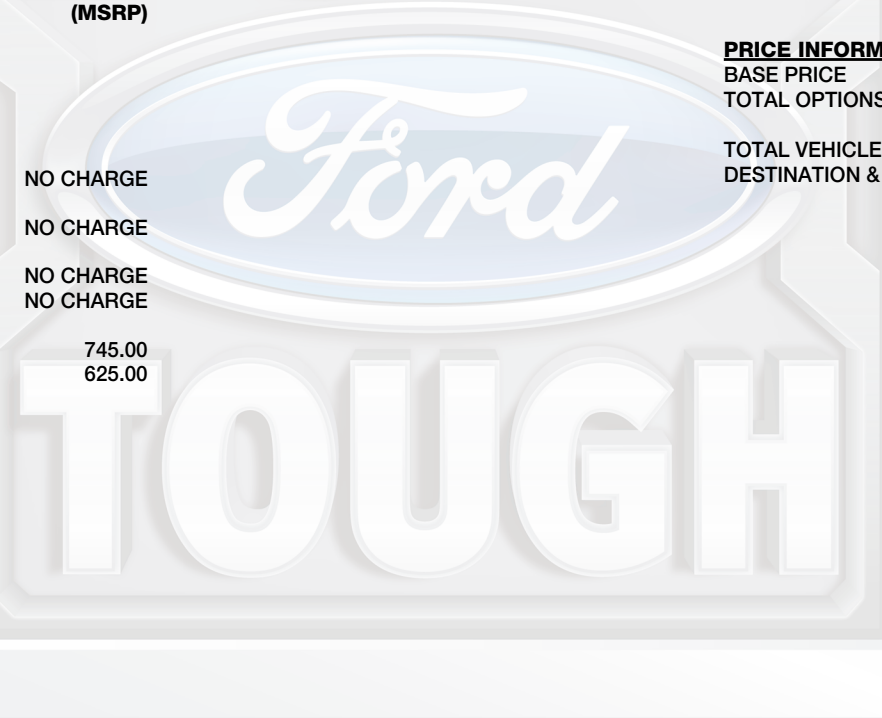 (MSRP)
NO CHARGE
NO CHARGE
NO CHARGE
NO CHARGE
745.00
625.00
PRICE INFORM
BASE PRICE
TOTAL OPTIONS
TOTAL VEHICLE
DESTINATION &
Ford
TOUGH